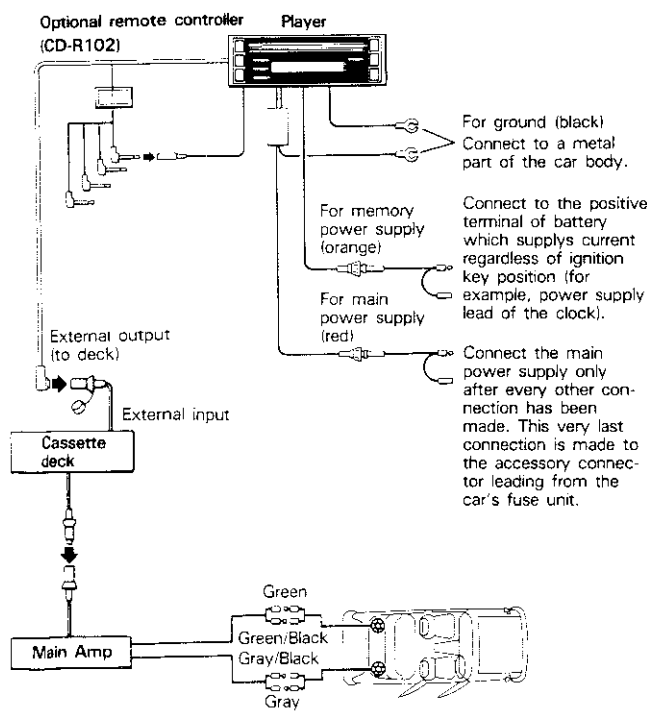 Optional remote controller
(CD-R102)
Player
For ground (black)
Connect to a metal
part of the car body.
For memory
power supply
(orange)
Connect to the positive
terminal of battery
which supplys current
regardless of ignition
key position (for
example, power supply
lead of the clock).
For main
power supply
(red)
Connect the main
power supply only
after every other con-
nection has been
made. This very last
connection is made to
the accessory connec-
tor leading from the
car's fuse unit.
External output
(to deck)
External input
Cassette
deck
Main Amp
Green
Green/Black
Gray/Black
Gray